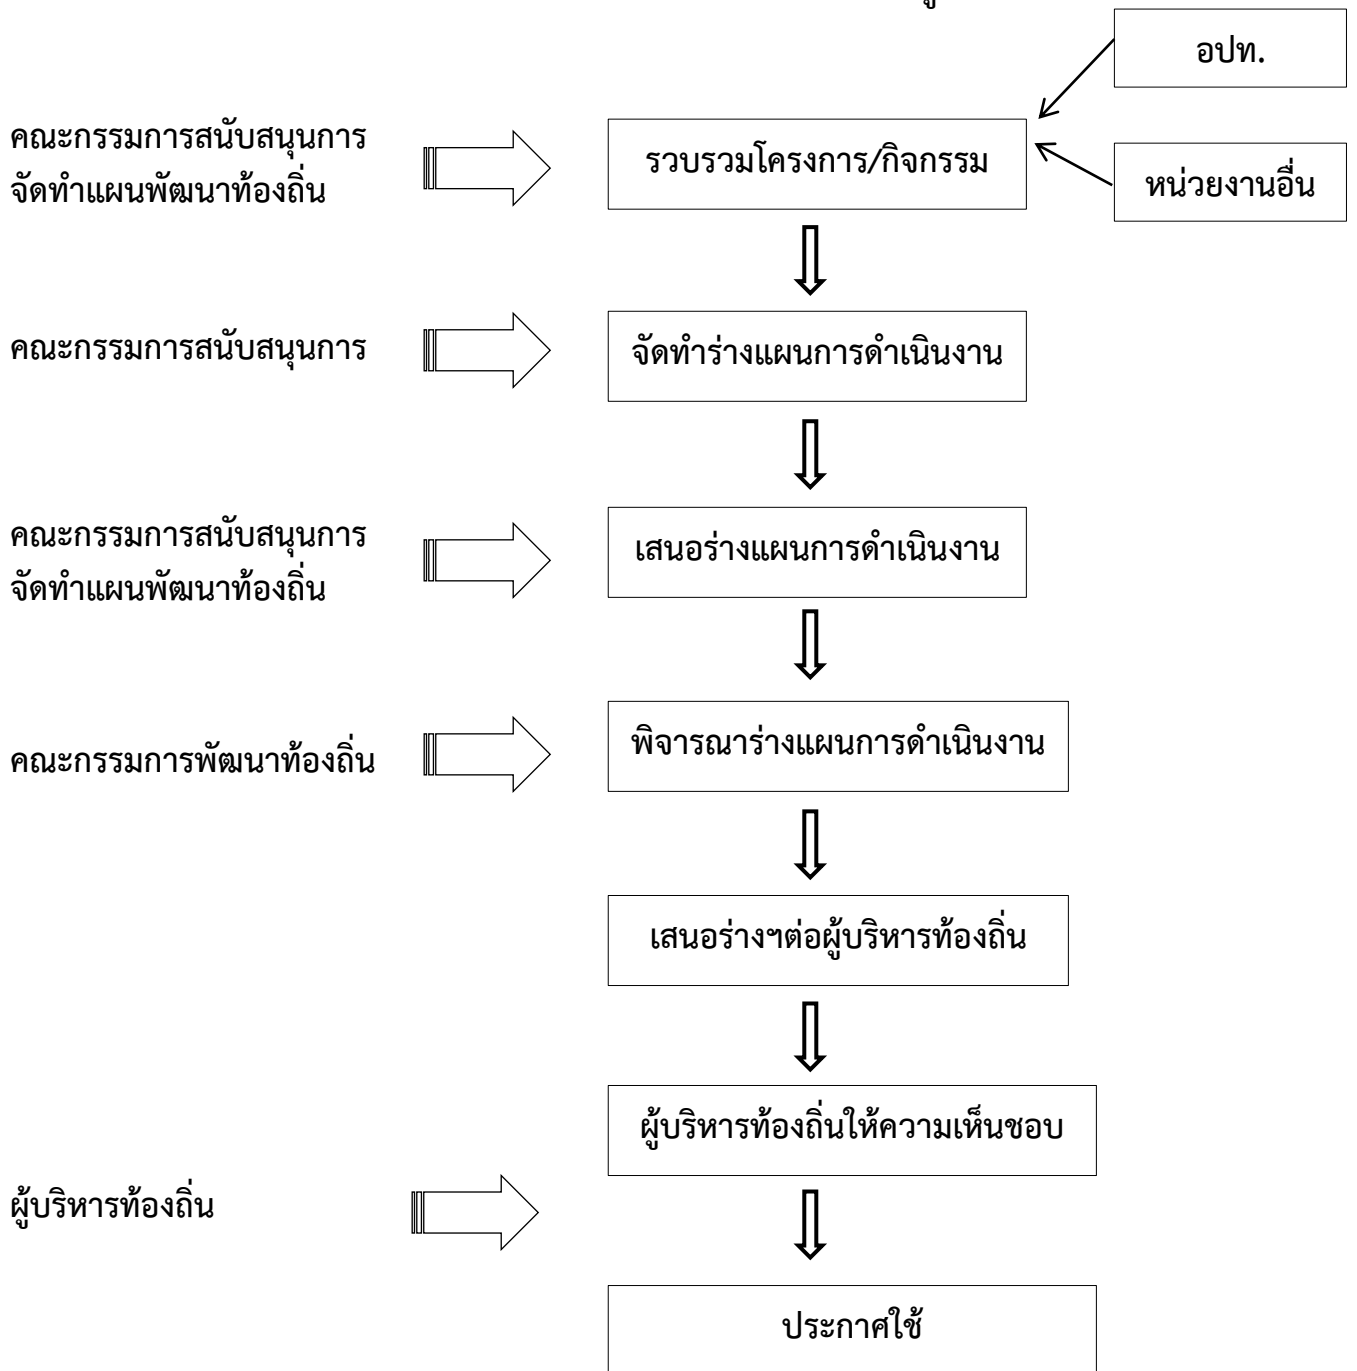 อปท.
คณะกรรมการสนับสนุนการ
จัดทำแผนพัฒนาท้องถิ่น
รวบรวมโครงการ/กิจกรรม
หน่วยงานอื่น
คณะกรรมการสนับสนุนการ
จัดทำร่างแผนการดำเนินงาน
คณะกรรมการสนับสนุนการ
จัดทำแผนพัฒนาท้องถิ่น
เสนอร่างแผนการดำเนินงาน
คณะกรรมการพัฒนาท้องถิ่น
พิจารณาร่างแผนการดำเนินงาน
เสนอร่างฯต่อผู้บริหารท้องถิ่น
ผู้บริหารท้องถิ่นให้ความเห็นชอบ
ผู้บริหารท้องถิ่น
ประกาศใช้